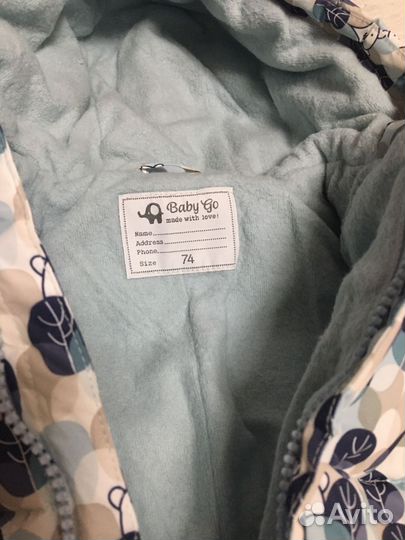 Baby Go
made with love!
Name
Address
Phone
Size 74
Avito